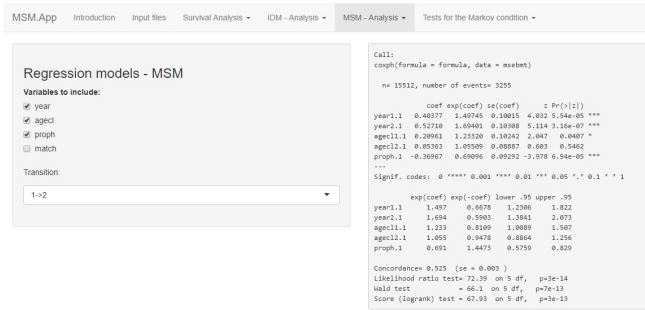 MSM.App Introduction Input files Survival Analysis IDM - Analysis MSM - Analysis Tests for the Markov condition
Regression models - MSM
Variables to include:
year
agecl
proph
match
Transition:
1->2
Call:
coxph(formula = formula, data = msebmt)
n= 15512, number of events= 3255
coef exp(coef) se(coef) z Pr(>|z|)
year1.1 0.40377 1.49745 0.10015 4.032 5.54e-05 ***
year2.1 0.52710 1.69401 0.10308 5.114 3.16e-07 ***
agecl1.1 0.20961 1.23320 0.10242 2.047 0.0407 *
agecl2.1 0.05363 1.05509 0.08887 0.603 0.5462
proph.1 -0.36967 0.69096 0.09292 -3.978 6.94e-05 ***
---
Signif. codes: 0 ‘***’ 0.001 ‘**’ 0.01 ‘*’ 0.05 ‘.’ 0.1 ‘ ’ 1
exp(coef) exp(-coef) lower .95 upper .95
year1.1 1.497 0.6678 1.2306 1.822
year2.1 1.694 0.5903 1.3841 2.073
agecl1.1 1.233 0.8109 1.0089 1.507
agecl2.1 1.055 0.9478 0.8864 1.256
proph.1 0.691 1.4473 0.5759 0.829
Concordance= 0.525 (se = 0.003 )
Likelihood ratio test= 72.39 on 5 df, p=3e-14
Wald test = 66.1 on 5 df, p=7e-13
Score (logrank) test = 67.93 on 5 df, p=3e-13